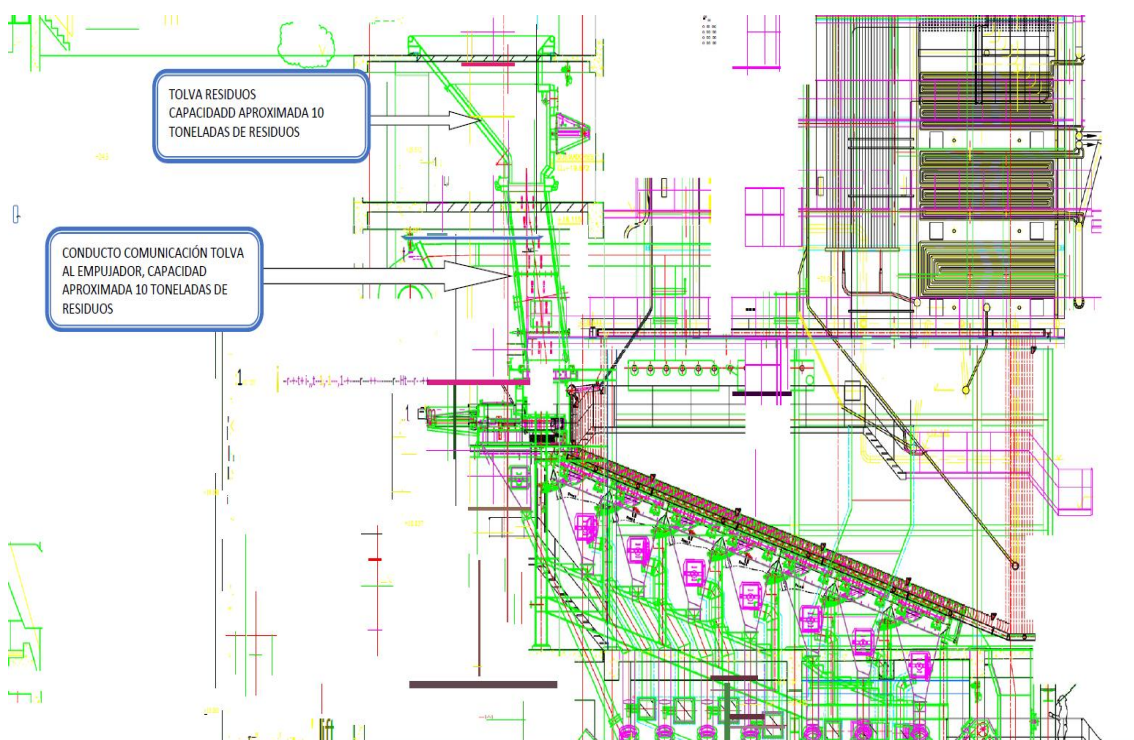 TOLVA RESIDUOS
CAPACIDADD APROXIMADA 10
TONELADAS DE RESIDUOS
CONDUCTO COMUNICACIÓN TOLVA
AL EMPUJADOR, CAPACIDAD
APROXIMADA 10 TONELADAS DE
RESIDUOS